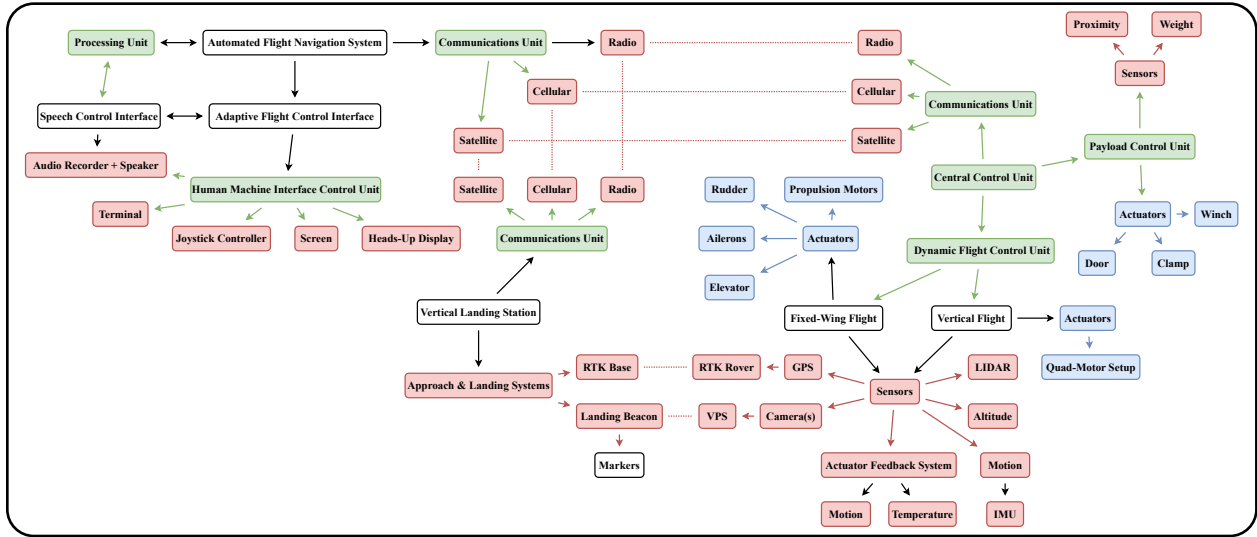 Proximity
Weight
Processing Unit
Automated Flight Navigation System
Communications Unit
Radio
Radio
Sensors
Cellular
Cellular
Communications Unit
Speech Control Interface
Adaptive Flight Control Interface
Satellite
Satellite
Payload Control Unit
Audio Recorder + Speaker
Human Machine Interface Control Unit
Satellite
Cellular
Radio
Rudder
Propulsion Motors
Central Control Unit
Terminal
Actuators
Winch
Joystick Controller
Screen
Heads-Up Display
Communications Unit
Ailerons
Actuators
Dynamic Flight Control Unit
Door
Clamp
Elevator
Vertical Landing Station
Fixed-Wing Flight
Vertical Flight
Actuators
RTK Base
RTK Rover
GPS
LIDAR
Quad-Motor Setup
Approach & Landing Systems
Sensors
Landing Beacon
VPS
Camera(s)
Altitude
Markers
Actuator Feedback System
Motion
Motion
Temperature
IMU